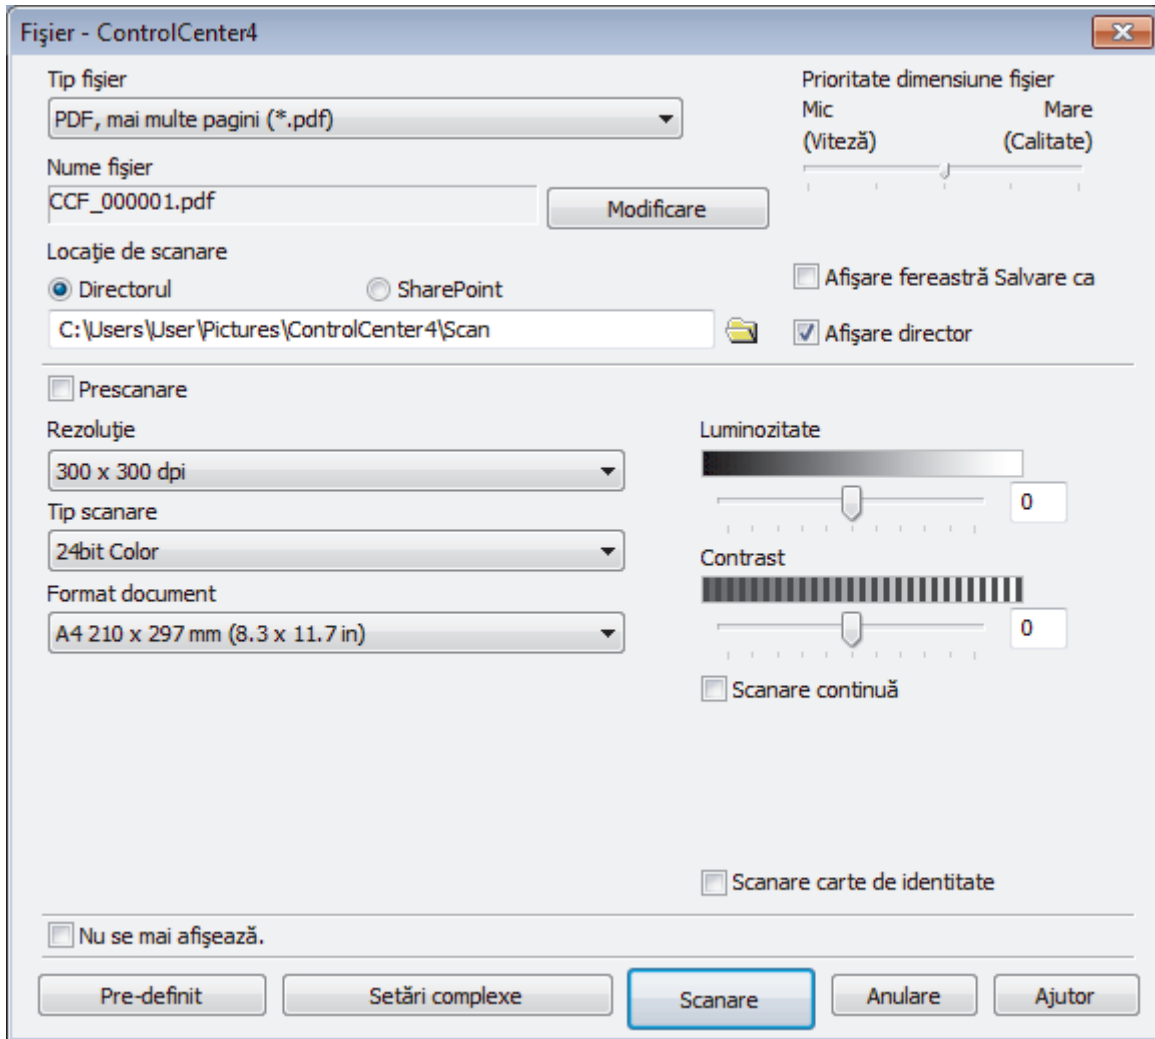 Fişier - ControlCenter4
Tip fişier
PDF, mai multe pagini (*.pdf)
Prioritate dimensiune fişier
Mic Mare
(Viteză) (Calitate)
Nume fişier
CCF_000001.pdf
Modificare
Locaţie de scanare
Directorul
SharePoint
Afişare fereastră Salvare ca
C:\Users\User\Pictures\ControlCenter4\Scan
Afişare director
Prescanare
Rezoluţie
300 x 300 dpi
Tip scanare
24bit Color
Format document
A4 210 x 297 mm (8.3 x 11.7 in)
Luminozitate
0
Contrast
0
Scanare continuă
Scanare carte de identitate
Nu se mai afişează.
Pre-definit
Setări complexe
Scanare
Anulare
Ajutor